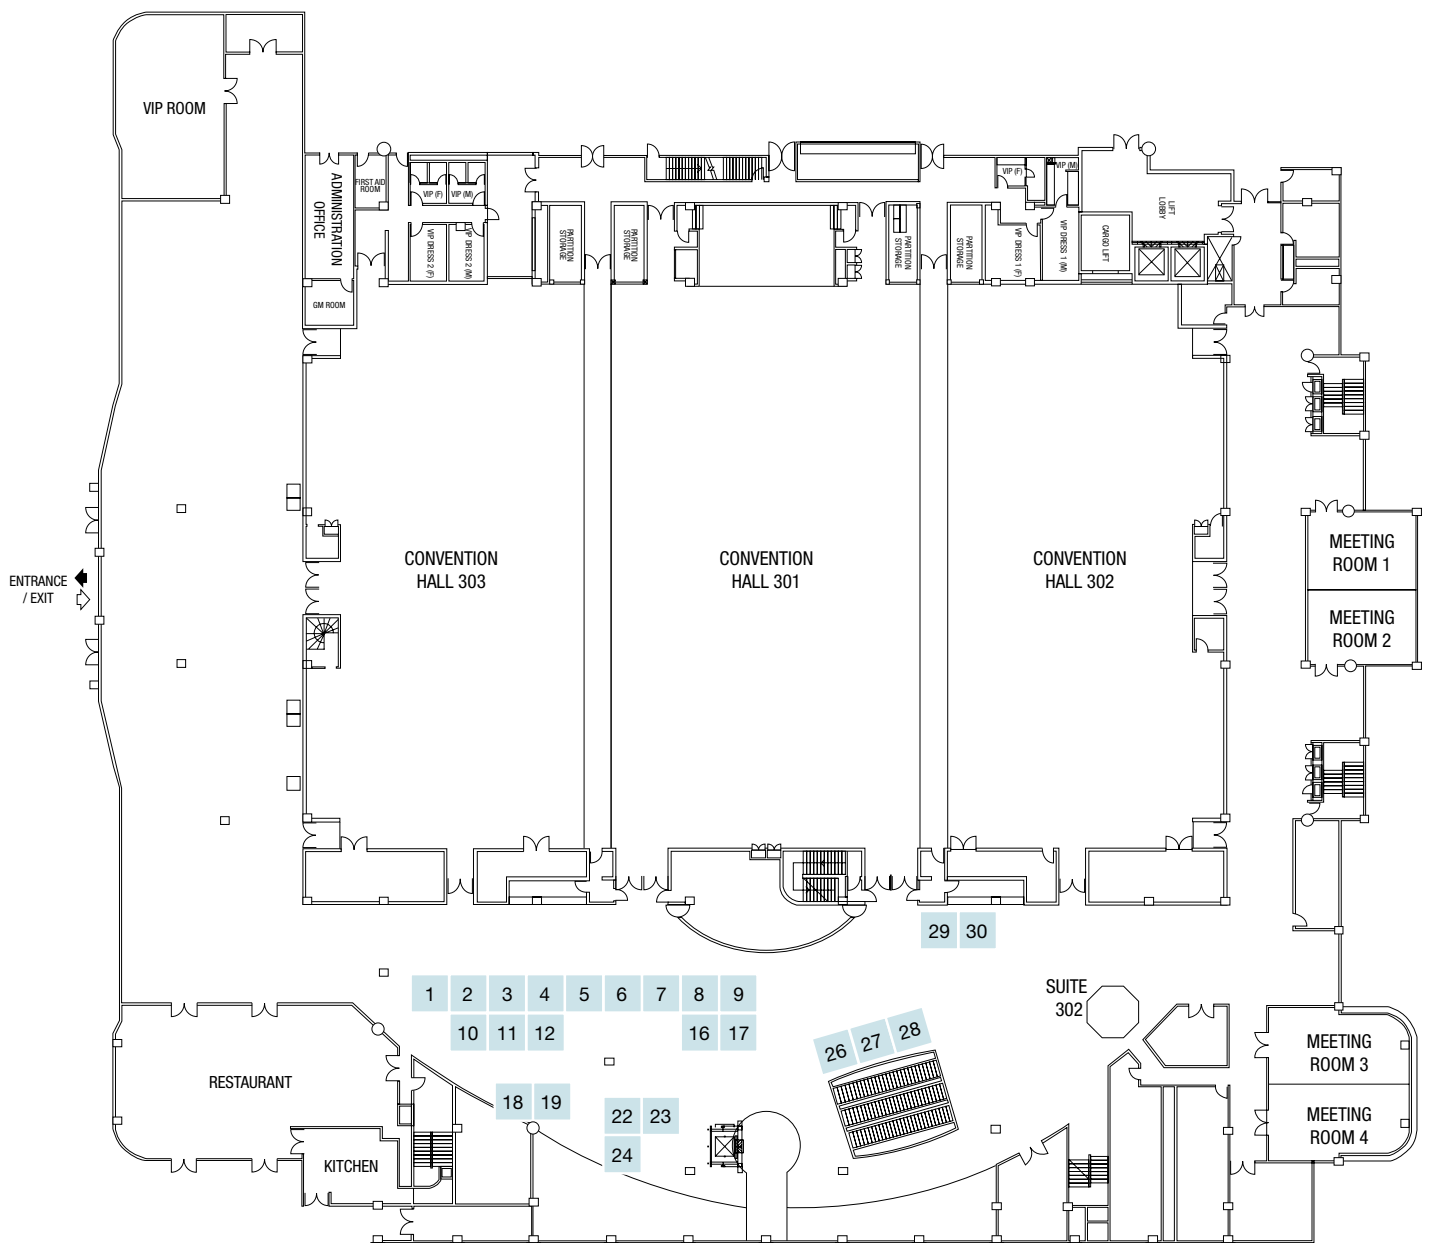 VIP ROOM
ADMINISTRATION
OFFICE
FIRST AID
ROOM
VIP (F)
VIP (M)
VIP DRESS 2 (F)
VIP DRESS 2 (M)
PARTITION
STORAGE
PARTITION
STORAGE
PARTITION
STORAGE
PARTITION
STORAGE
VIP (F)
VIP (M)
VIP DRESS 1 (F)
VIP DRESS 1 (M)
CARGO LIFT
LIFT
LOBBY
GM ROOM
CONVENTION
HALL 303
CONVENTION
HALL 301
CONVENTION
HALL 302
MEETING
ROOM 1
MEETING
ROOM 2
ENTRANCE
/ EXIT
29 30
1 2 3 4 5 6 7 8 9
10 11 12 16 17
26 27 28
SUITE
302
MEETING
ROOM 3
MEETING
ROOM 4
RESTAURANT
18 19
22 23
24
KITCHEN